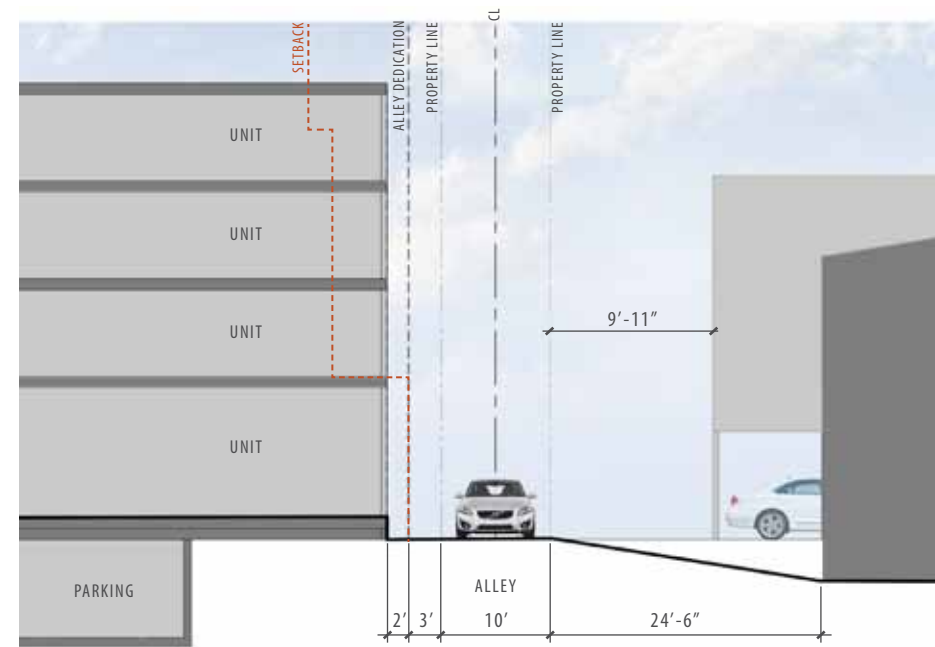 SETBACK
ALLEY DEDICATION
PROPERTY LINE
CL
PROPERTY LINE
UNIT
UNIT
UNIT
UNIT
9’-11”
PARKING
ALLEY
2’
3’
10’
24’-6”